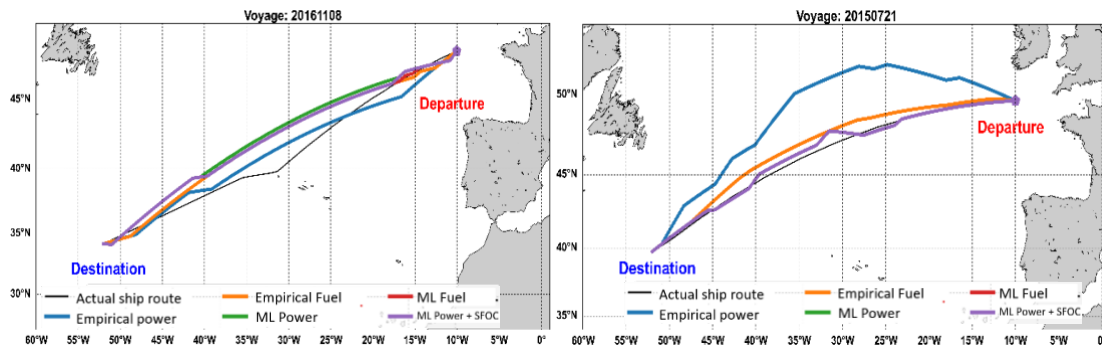 Voyage: 20161108
45°N
40°N
35°N
30°N
Departure
Destination
Actual ship route
Empirical Fuel
ML Fuel
Empirical power
ML Power
ML Power + SFOC
60°W 55°W 50°W 45°W 40°W 35°W 30°W 25°W 20°W 15°W 10°W 5°W 0°
Voyage: 20150721
50°N
45°N
40°N
35°N
Departure
Destination
Actual ship route
Empirical Fuel
ML Fuel
Empirical power
ML Power
ML Power + SFOC
60°W 55°W 50°W 45°W 40°W 35°W 30°W 25°W 20°W 15°W 10°W 5°W 0°